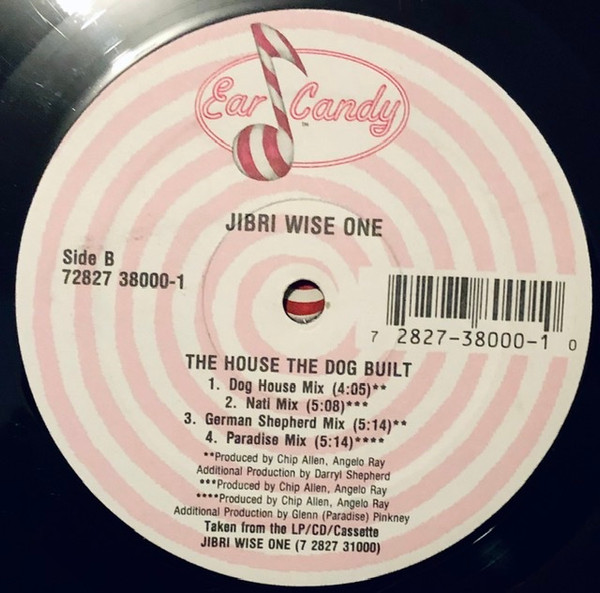 Ear Candy
TM
JIBRI WISE ONE
Side B
72827 38000-1
7 2827-38000-1 0
THE HOUSE THE DOG BUILT
1. Dog House Mix (4:05)**
2. Nati Mix (5:08)***
3. German Shepherd Mix (5:14)**
4. Paradise Mix (5:14)****
**Produced by Chip Allen, Angelo Ray
Additional Production by Darryl Shepherd
***Produced by Chip Allen, Angelo Ray
****Produced by Chip Allen, Angelo Ray
Additional Production by Glenn (Paradise) Pinkney
Taken from the LP/CD/Cassette
JIBRI WISE ONE (7 2827 31000)